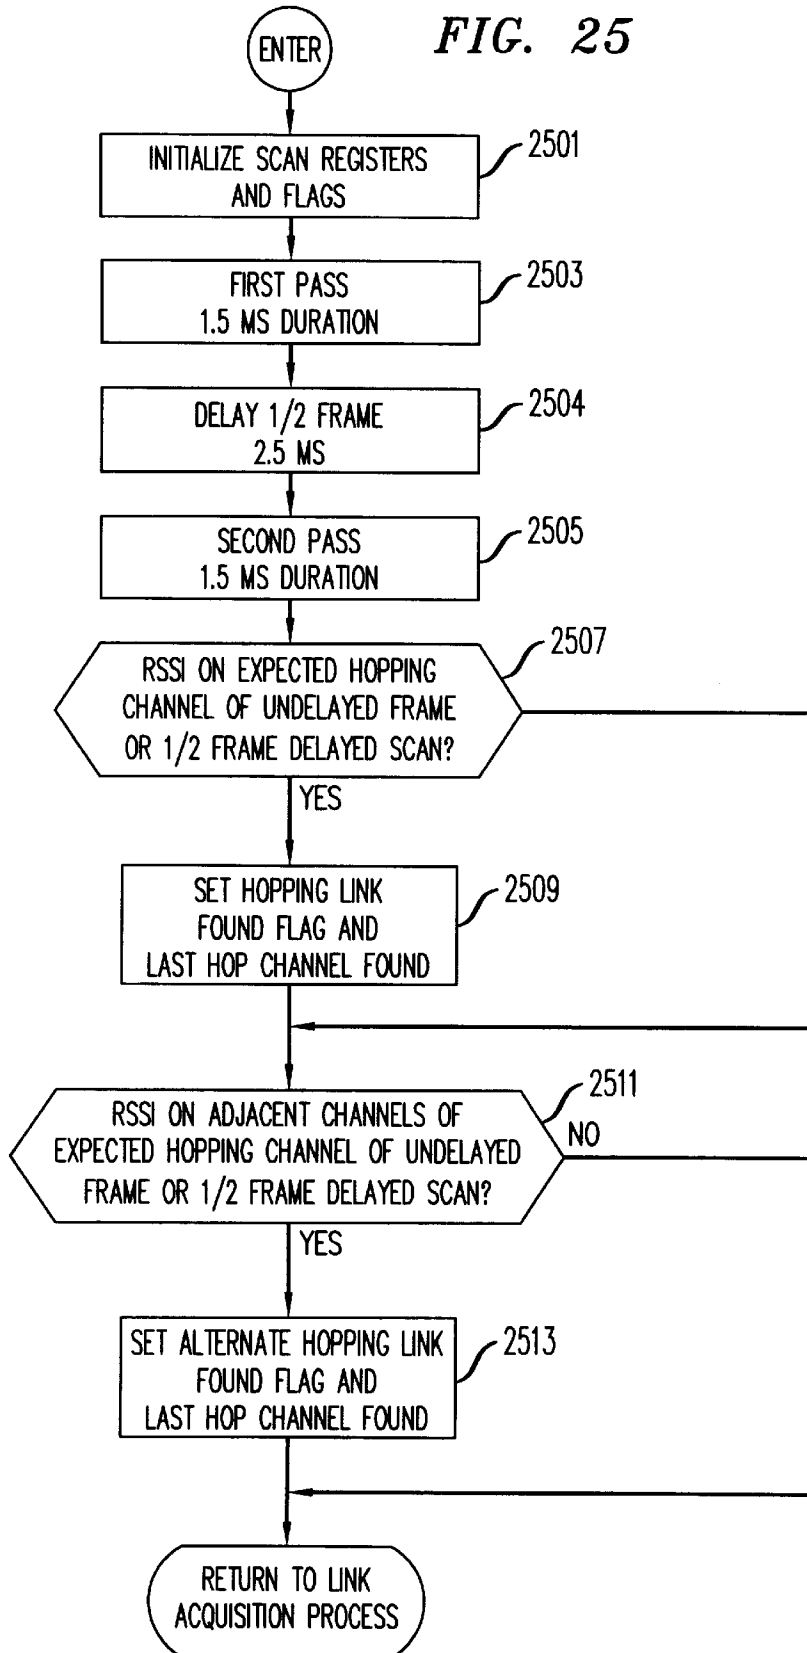 FIG. 25
ENTER
2501
INITIALIZE SCAN REGISTERS
AND FLAGS
2503
FIRST PASS
1.5 MS DURATION
2504
DELAY 1/2 FRAME
2.5 MS
2505
SECOND PASS
1.5 MS DURATION
2507
RSSI ON EXPECTED HOPPING
CHANNEL OF UNDELAYED FRAME
OR 1/2 FRAME DELAYED SCAN?
YES
2509
SET HOPPING LINK
FOUND FLAG AND
LAST HOP CHANNEL FOUND
2511
RSSI ON ADJACENT CHANNELS OF
EXPECTED HOPPING CHANNEL OF UNDELAYED
FRAME OR 1/2 FRAME DELAYED SCAN?
NO
YES
2513
SET ALTERNATE HOPPING LINK
FOUND FLAG AND
LAST HOP CHANNEL FOUND
RETURN TO LINK
ACQUISITION PROCESS